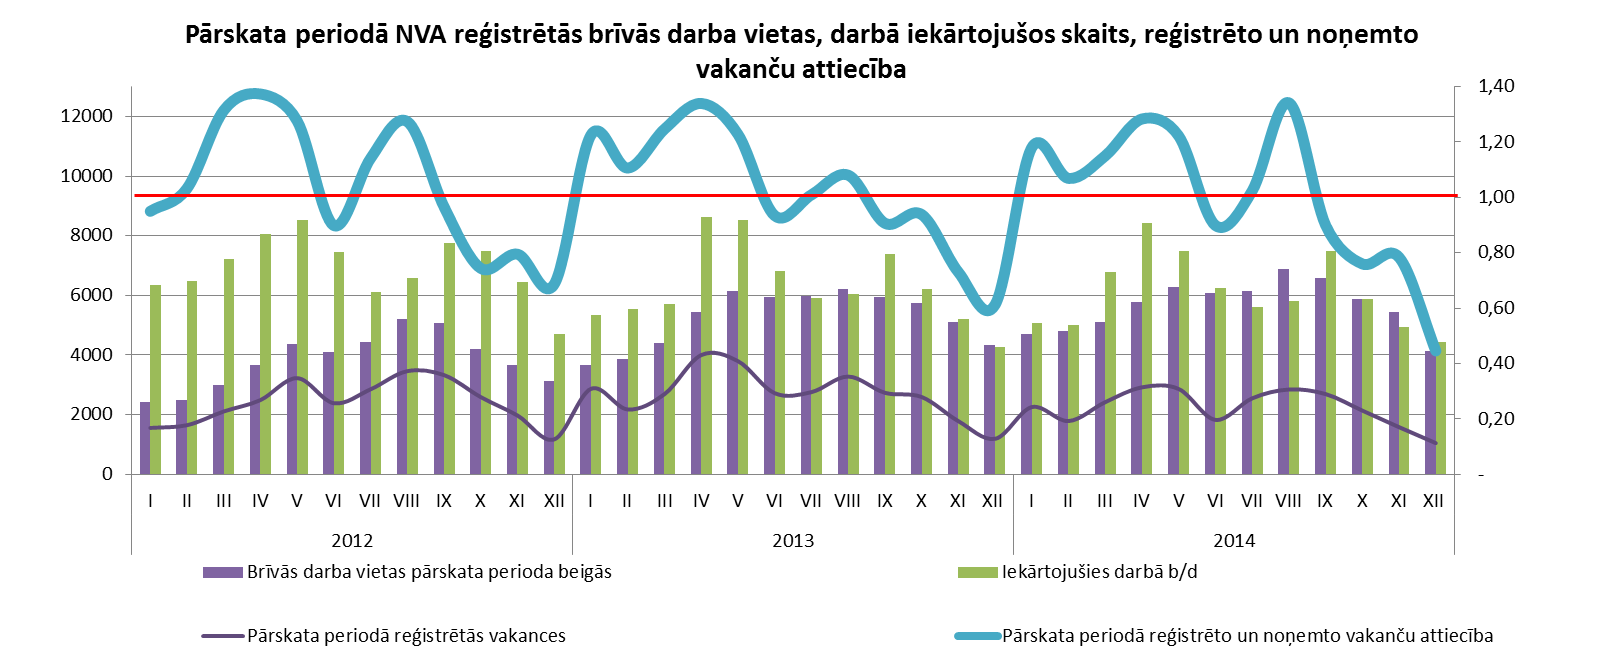 Pārskata periodā NVA reģistrētās brīvās darba vietas, darbā iekārtojušos skaits, reģistrēto un noņemto
vakanču attiecība
12000
10000
8000
6000
4000
2000
0
1,40
1,20
1,00
0,80
0,60
0,40
0,20
-
I II III IV V VI VII VIII IX X XI XII I II III IV V VI VII VIII IX X XI XII I II III IV V VI VII VIII IX X XI XII
2012 2013 2014
Brīvās darba vietas pārskata perioda beigās
Iekārtojušies darbā b/d
Pārskata periodā reģistrētās vakances
Pārskata periodā reģistrēto un noņemto vakanču attiecība